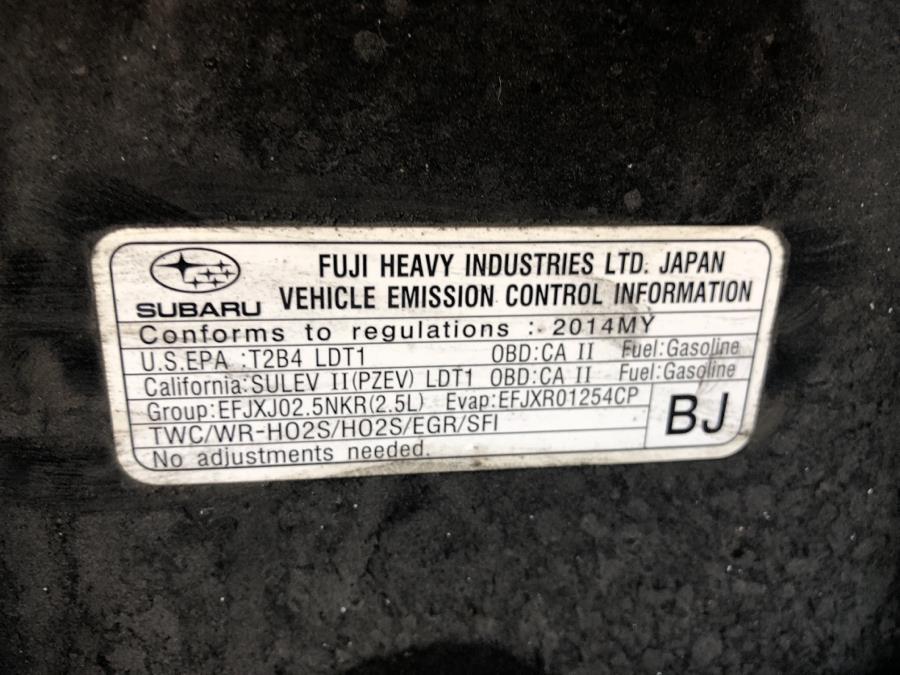 FUJI HEAVY INDUSTRIES LTD. JAPAN
SUBARU VEHICLE EMISSION CONTROL INFORMATION
Conforms to regulations : 2014MY
U.S.EPA :T2B4 LDT1 OBD:CA II Fuel:Gasoline
California:SULEV II(PZEV) LDT1 OBD:CA II Fuel:Gasoline
Group:EFJXJ02.5NKR(2.5L) Evap:EFJXR01254CP
TWC/WR-HO2S/HO2S/EGR/SFI
BJ
No adjustments needed.